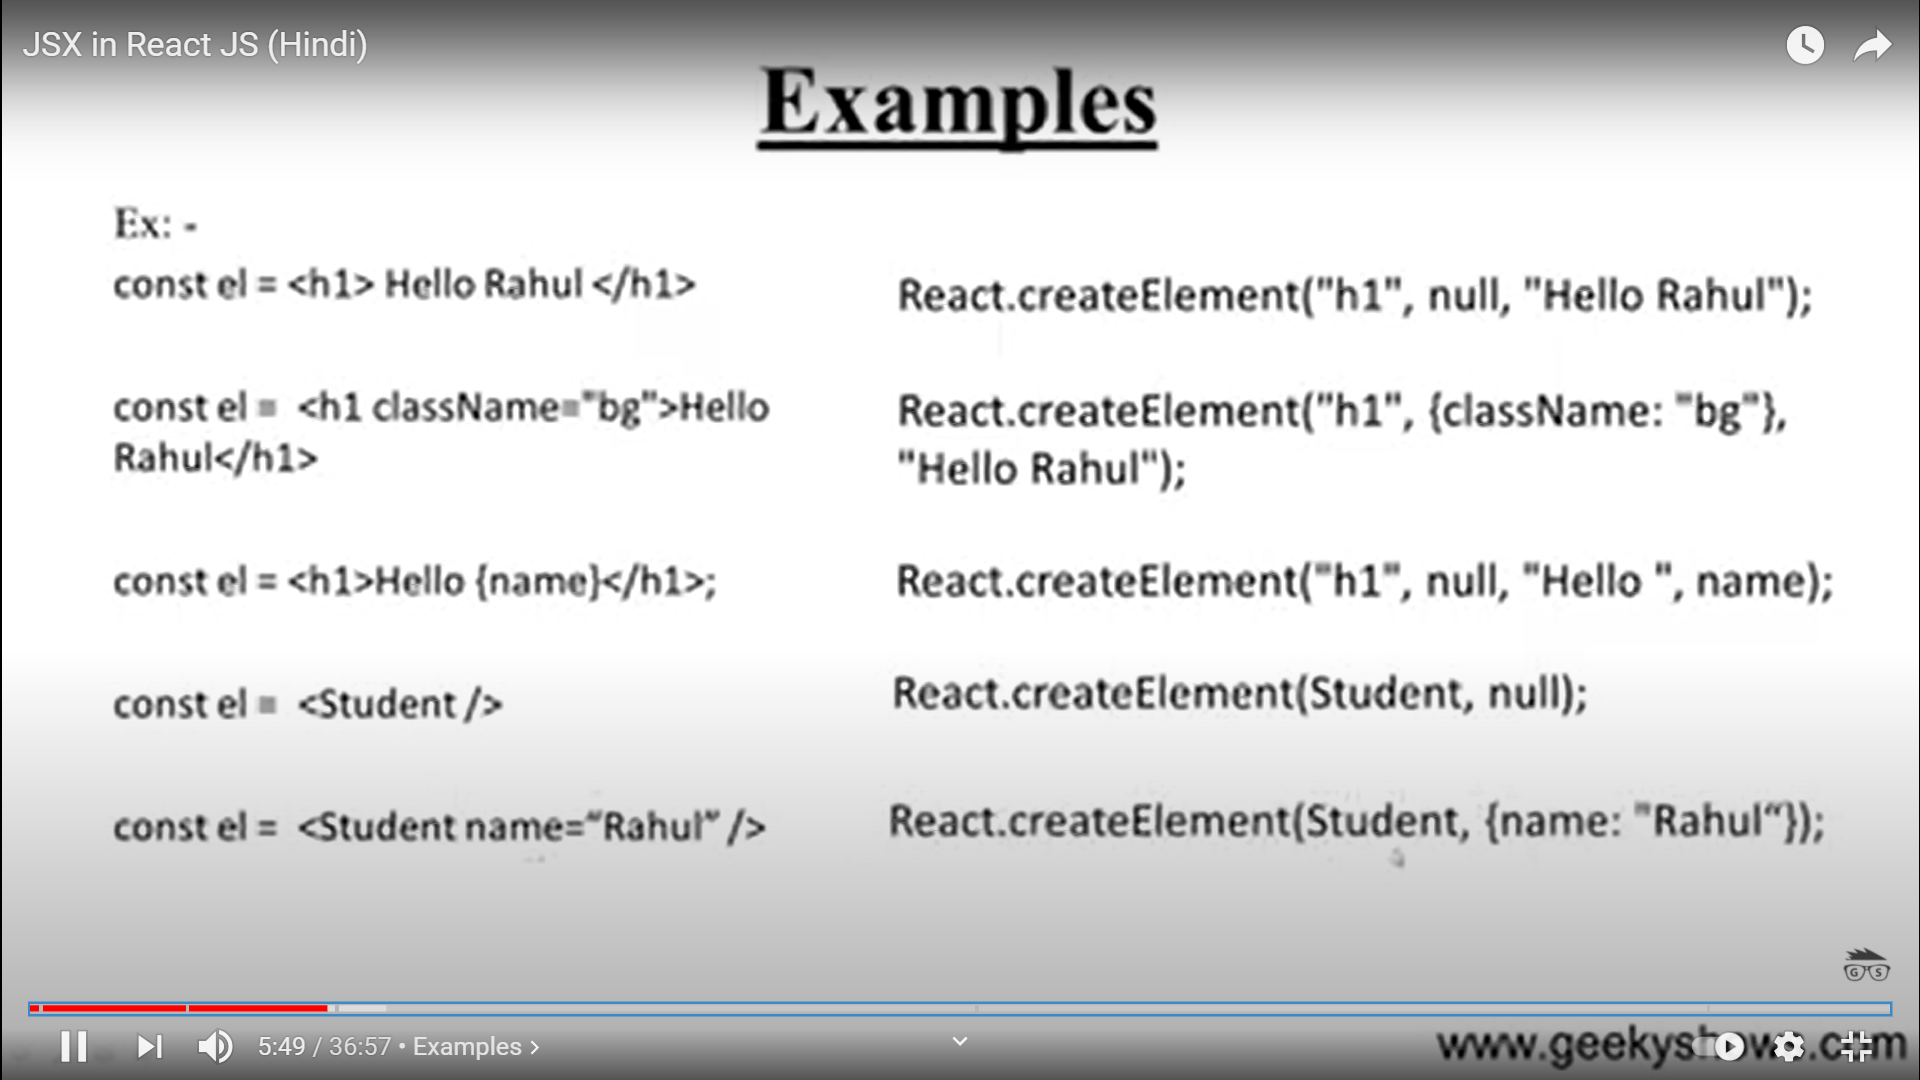 JSX in React JS (Hindi)
Examples
Ex: -
const el = <h1> Hello Rahul </h1>
React.createElement("h1", null, "Hello Rahul");
const el = <h1 className="bg">Hello
Rahul</h1>
React.createElement("h1", {className: "bg"},
"Hello Rahul");
const el = <h1>Hello {name}</h1>;
React.createElement("h1", null, "Hello ", name);
const el = <Student />
React.createElement(Student, null);
const el = <Student name=“Rahul” />
React.createElement(Student, {name: "Rahul“});
G S
5:49 / 36:57 • Examples >
www.geekyshows.com